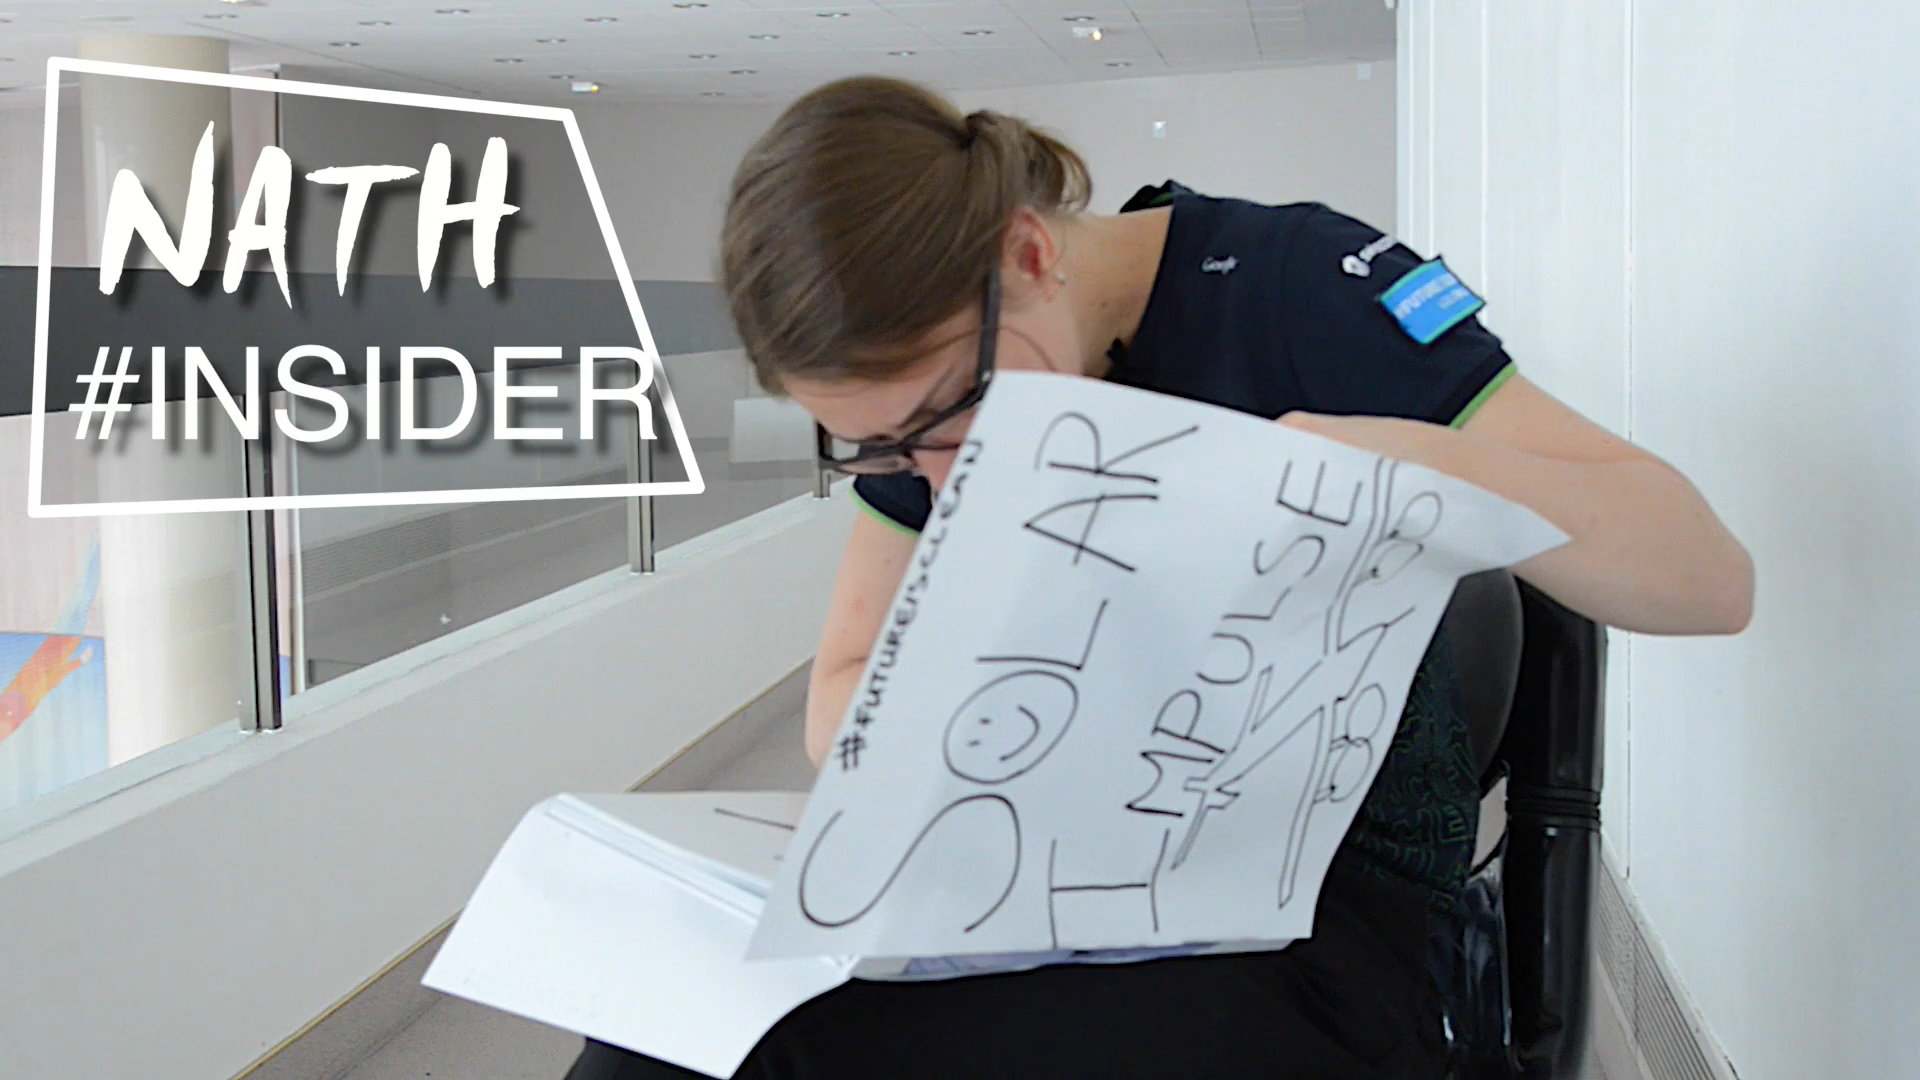 NATH
#INSIDER
Google
#FUTUREISCLEAN
SOLAR
IMPULSE